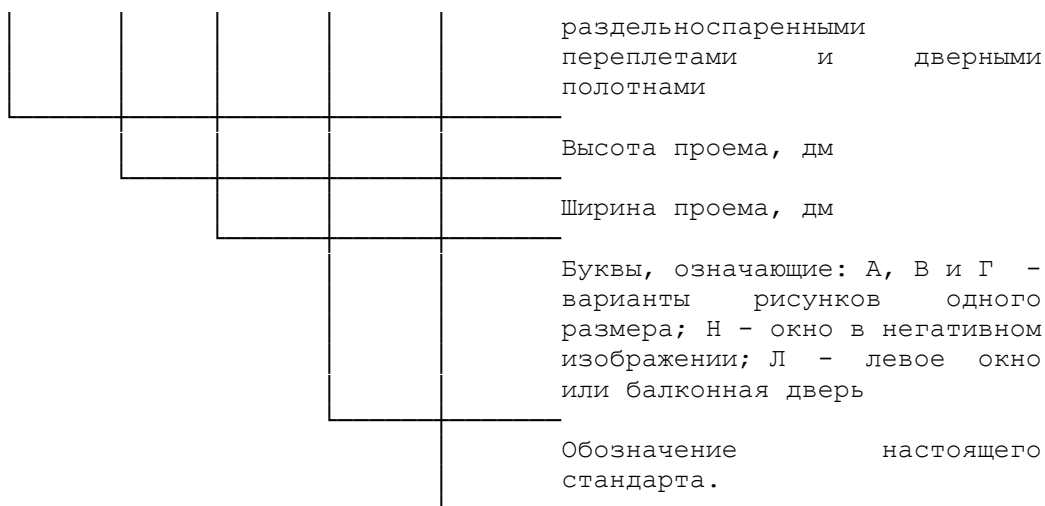 раздельноспаренными
переплетами и дверными
полотнами
Высота проема, дм
Ширина проема, дм
Буквы, означающие: А, В и Г -
варианты рисунков одного
размера; Н - окно в негативном
изображении; Л - левое окно
или балконная дверь
Обозначение настоящего
стандарта.